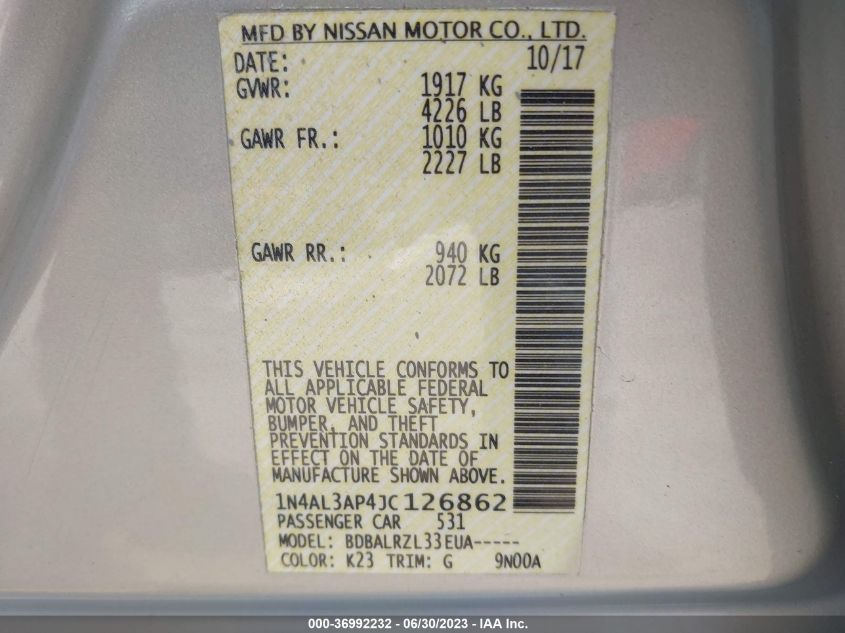 MFD BY NISSAN MOTOR CO., LTD.
DATE: 10/17
GVWR: 1917 KG
4226 LB
GAWR FR.: 1010 KG
2227 LB
GAWR RR.: 940 KG
2072 LB
THIS VEHICLE CONFORMS TO
ALL APPLICABLE FEDERAL
MOTOR VEHICLE SAFETY,
BUMPER, AND THEFT
PREVENTION STANDARDS IN
EFFECT ON THE DATE OF
MANUFACTURE SHOWN ABOVE.
1N4AL3AP4JC126862
PASSENGER CAR 531
MODEL: BDBALRZL33EUA-----
COLOR: K23 TRIM: G 9N00A
000-36992232 - 06/30/2023 - IAA Inc.